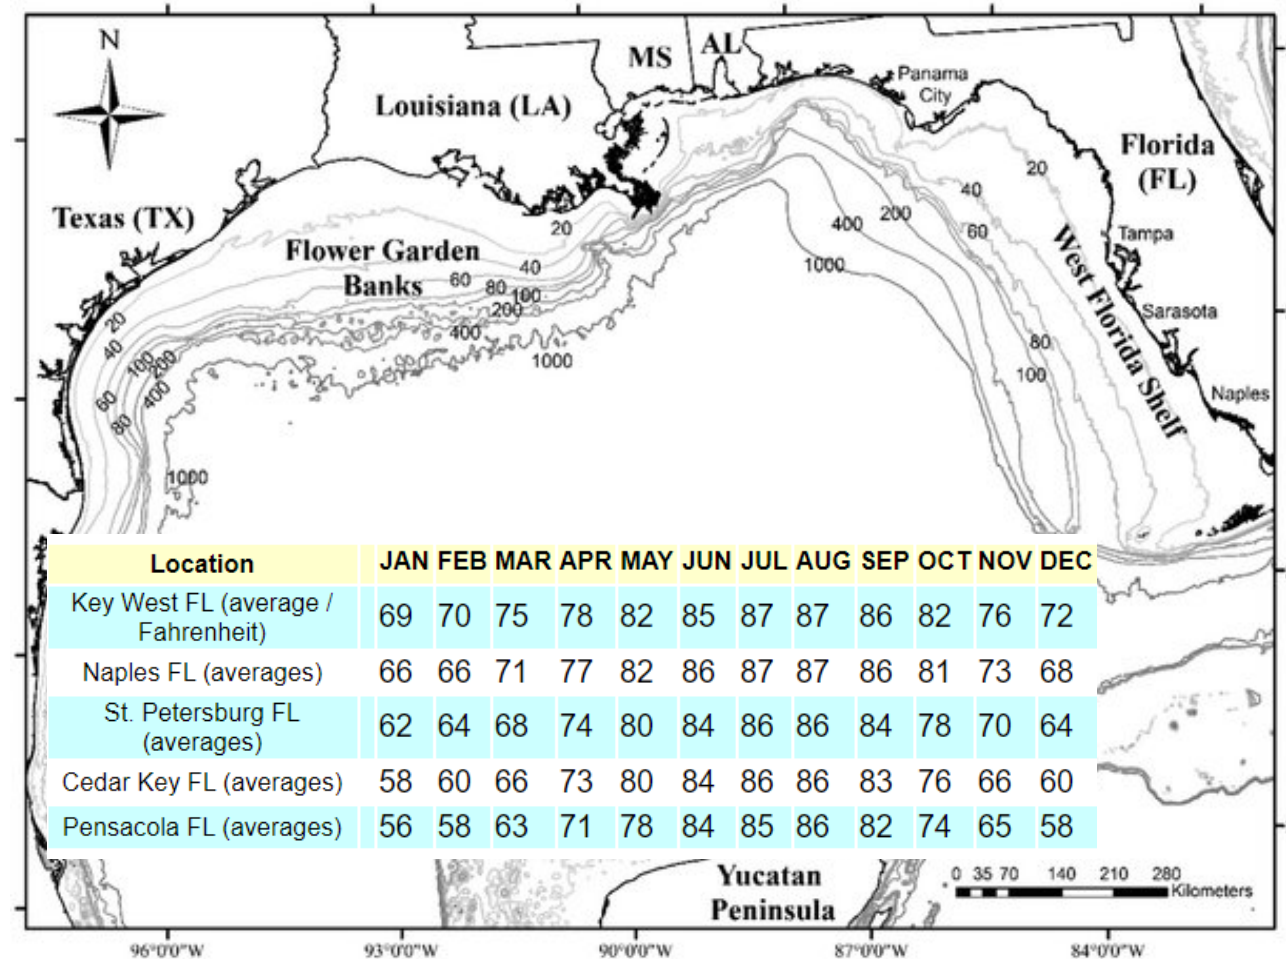 N
MS
AL
Panama
City
Louisiana (LA)
Florida
(FL)
Texas (TX)
Flower Garden
Banks
Tampa
Sarasota
Naples
West Florida Shelf
20
40
60
80
100
200
400
1000
20
40
60
80
100
200
400
1000
1000
20
40
60
80
100
200
400
1000
Location JAN FEB MAR APR MAY JUN JUL AUG SEP OCT NOV DEC
Key West FL (average /
Fahrenheit) 69 70 75 78 82 85 87 87 86 82 76 72
Naples FL (averages) 66 66 71 77 82 86 87 87 86 81 73 68
St. Petersburg FL
(averages) 62 64 68 74 80 84 86 86 84 78 70 64
Cedar Key FL (averages) 58 60 66 73 80 84 86 86 83 76 66 60
Pensacola FL (averages) 56 58 63 71 78 84 85 86 82 74 65 58
Yucatan
Peninsula
0 35 70 140 210 280
Kilometers
96°0'0"W 93°0'0"W 90°0'0"W 87°0'0"W 84°0'0"W